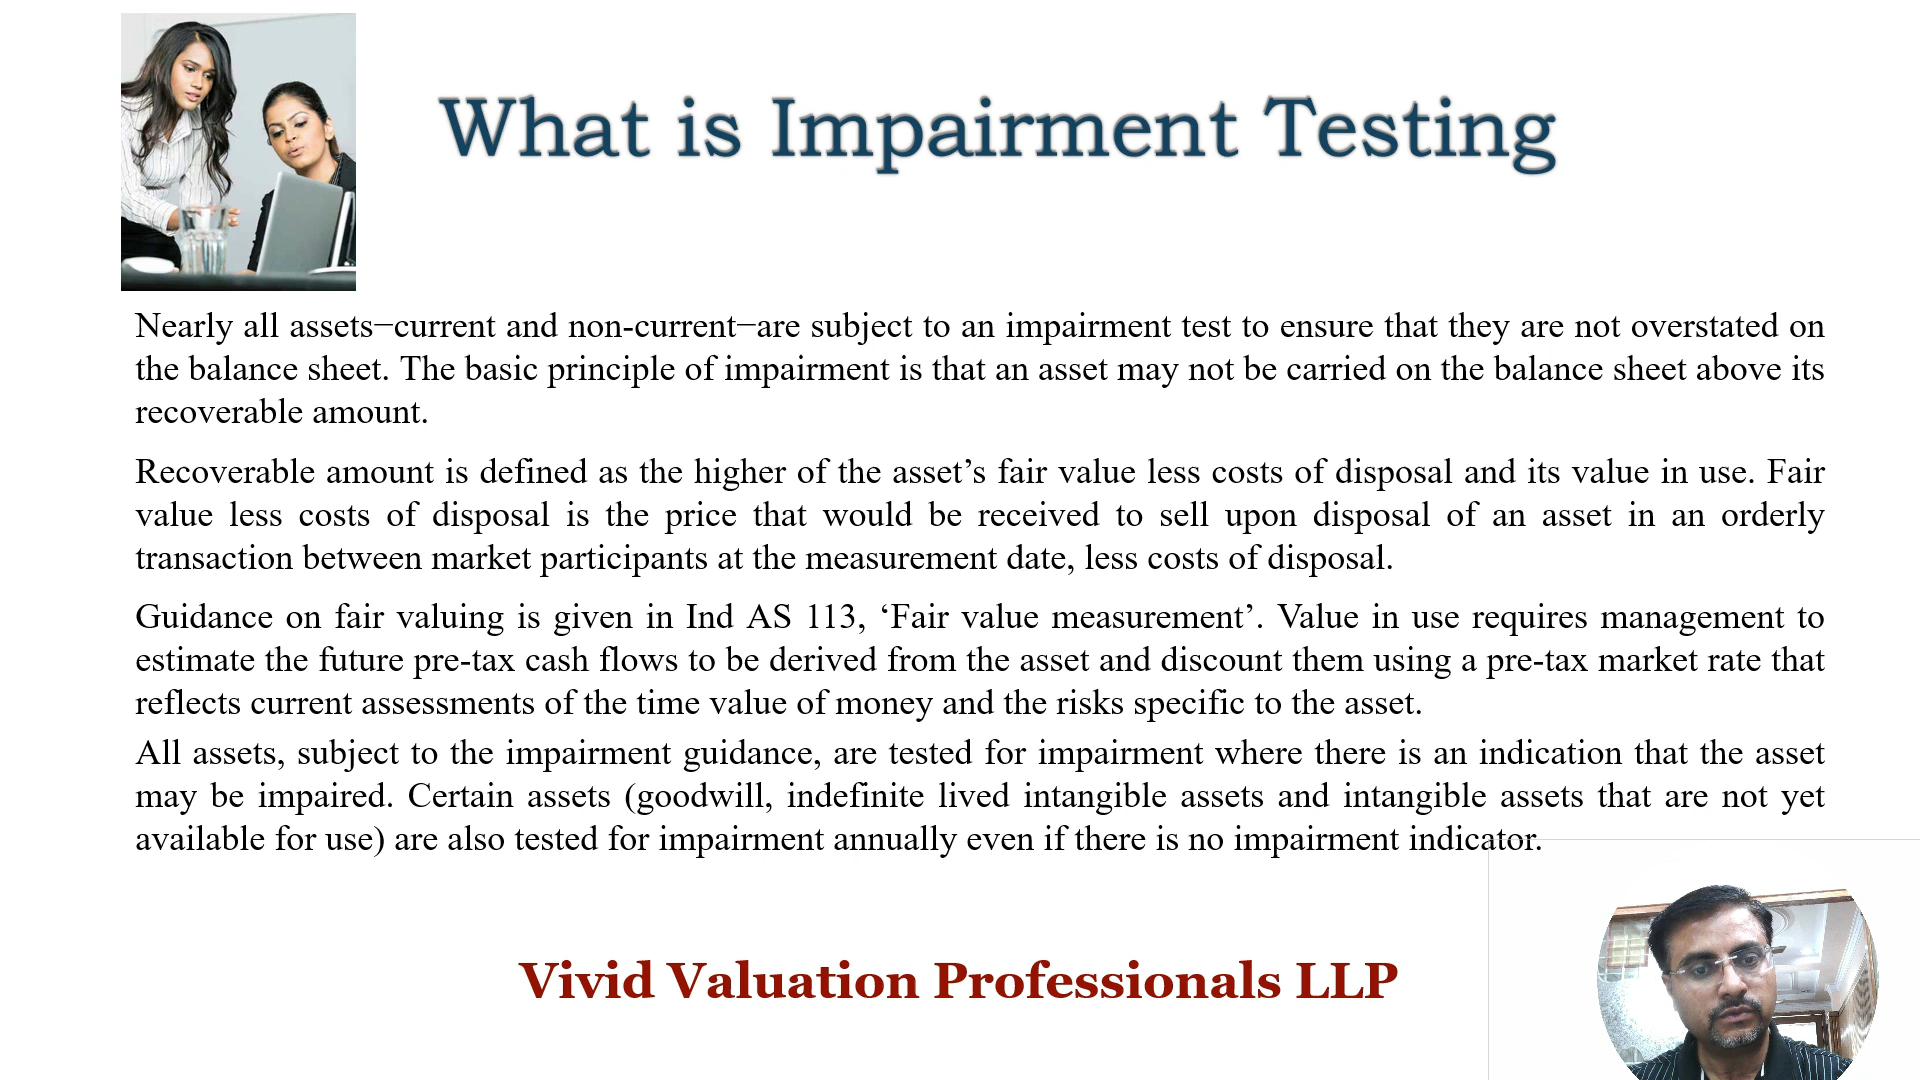 What is Impairment Testing
Nearly all assets−current and non-current−are subject to an impairment test to ensure that they are not overstated on
the balance sheet. The basic principle of impairment is that an asset may not be carried on the balance sheet above its
recoverable amount.
Recoverable amount is defined as the higher of the asset’s fair value less costs of disposal and its value in use. Fair
value less costs of disposal is the price that would be received to sell upon disposal of an asset in an orderly
transaction between market participants at the measurement date, less costs of disposal.
Guidance on fair valuing is given in Ind AS 113, ‘Fair value measurement’. Value in use requires management to
estimate the future pre-tax cash flows to be derived from the asset and discount them using a pre-tax market rate that
reflects current assessments of the time value of money and the risks specific to the asset.
All assets, subject to the impairment guidance, are tested for impairment where there is an indication that the asset
may be impaired. Certain assets (goodwill, indefinite lived intangible assets and intangible assets that are not yet
available for use) are also tested for impairment annually even if there is no impairment indicator.
Vivid Valuation Professionals LLP